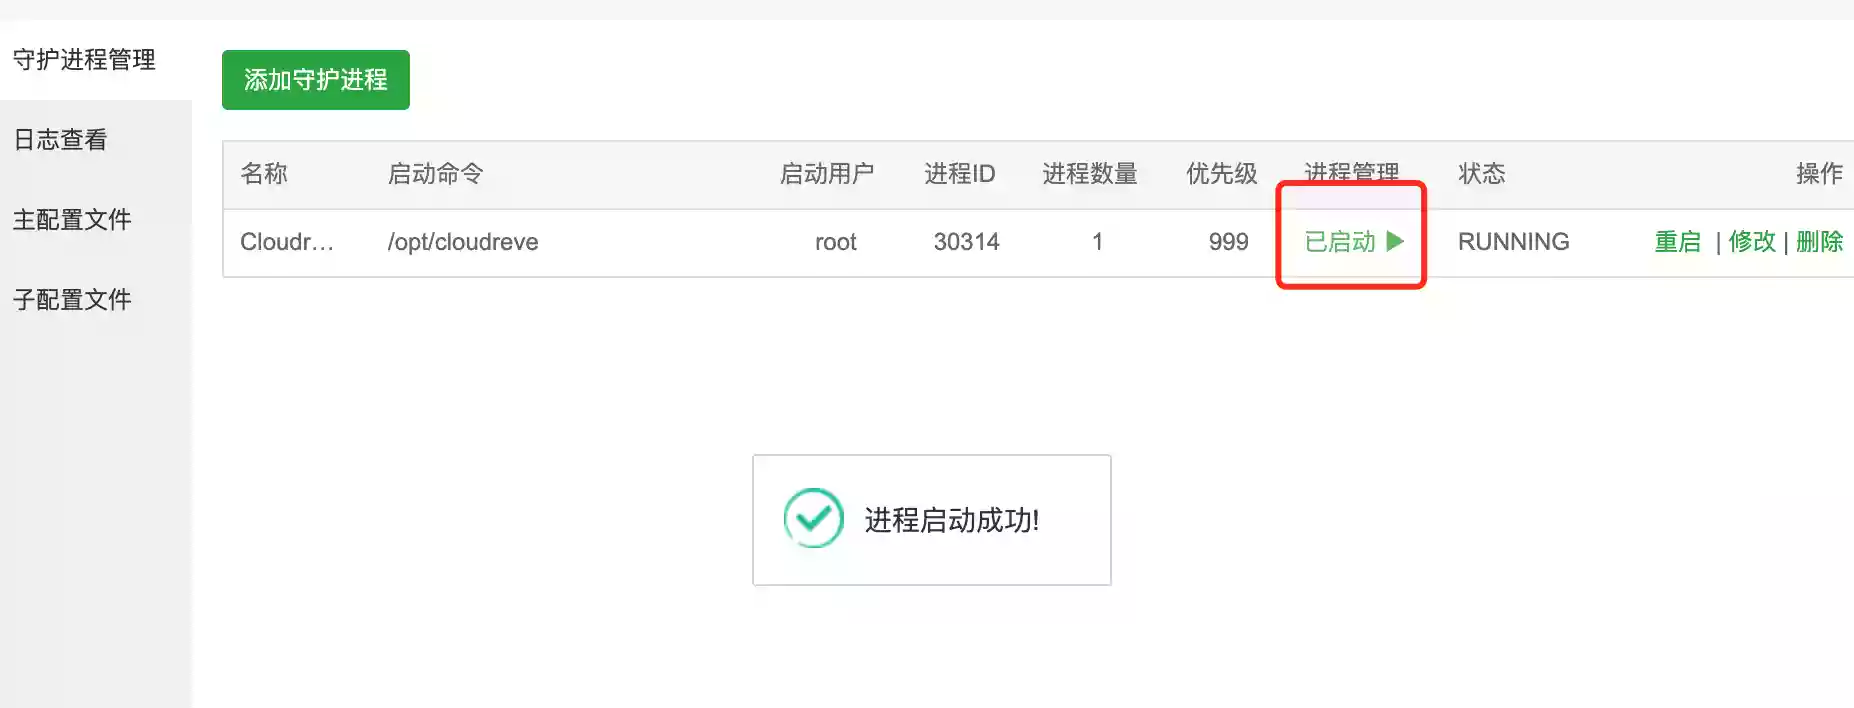 守护进程管理
日志查看
主配置文件
子配置文件
添加守护进程
名称 启动命令 启动用户 进程ID 进程数量 优先级 进程管理 状态 操作
Cloudr... /opt/cloudreve root 30314 1 999 已启动 RUNNING 重启 | 修改 | 删除
进程启动成功!